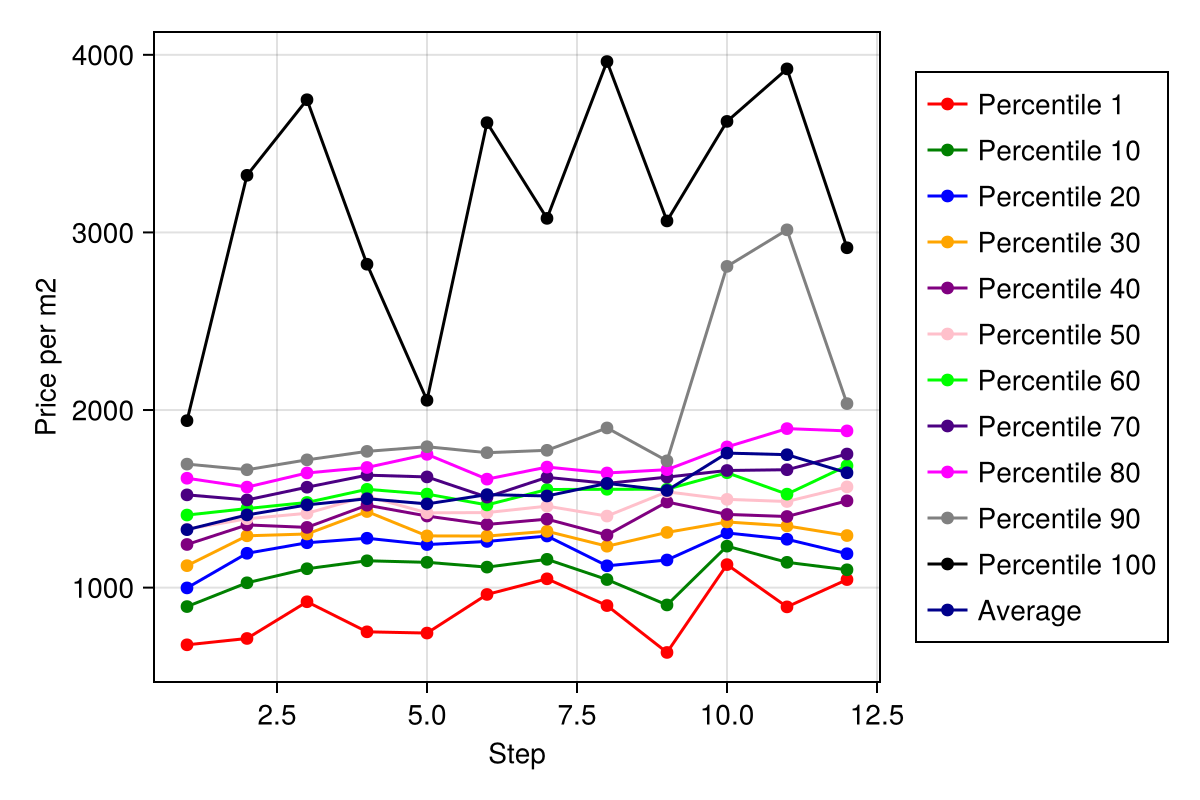 4000
3000
2000
1000
Price per m2
2.5
5.0
7.5
10.0
12.5
Step
Percentile 1
Percentile 10
Percentile 20
Percentile 30
Percentile 40
Percentile 50
Percentile 60
Percentile 70
Percentile 80
Percentile 90
Percentile 100
Average